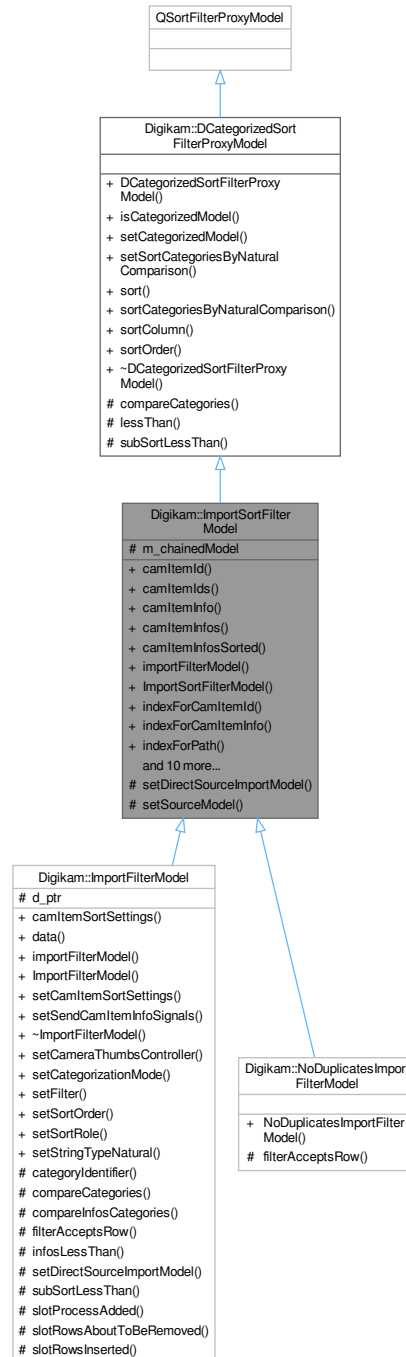 QSortFilterProxyModel
Digikam::DCategorizedSort
FilterProxyModel
+ DCategorizedSortFilterProxy
Model()
+ isCategorizedModel()
+ setCategorizedModel()
+ setSortCategoriesByNatural
Comparison()
+ sort()
+ sortCategoriesByNaturalComparison()
+ sortColumn()
+ sortOrder()
+ ~DCategorizedSortFilterProxy
Model()
# compareCategories()
# lessThan()
# subSortLessThan()
Digikam::ImportSortFilter
Model
# m_chainedModel
+ camItemId()
+ camItemIds()
+ camItemInfo()
+ camItemInfos()
+ camItemInfosSorted()
+ importFilterModel()
+ ImportSortFilterModel()
+ indexForCamItemId()
+ indexForCamItemInfo()
+ indexForPath()
and 10 more...
# setDirectSourceImportModel()
# setSourceModel()
Digikam::ImportFilterModel
# d_ptr
+ camItemSortSettings()
+ data()
+ importFilterModel()
+ ImportFilterModel()
+ setCamItemSortSettings()
+ setSendCamItemInfoSignals()
+ ~ImportFilterModel()
+ setCameraThumbsController()
+ setCategorizationMode()
+ setFilter()
+ setSortOrder()
+ setSortRole()
+ setStringTypeNatural()
# categoryIdentifier()
# compareCategories()
# compareInfosCategories()
# filterAcceptsRow()
# infosLessThan()
# setDirectSourceImportModel()
# subSortLessThan()
# slotProcessAdded()
# slotRowsAboutToBeRemoved()
# slotRowsInserted()
Digikam::NoDuplicatesImpor
FilterModel
+ NoDuplicatesImportFilter
Model()
# filterAcceptsRow()